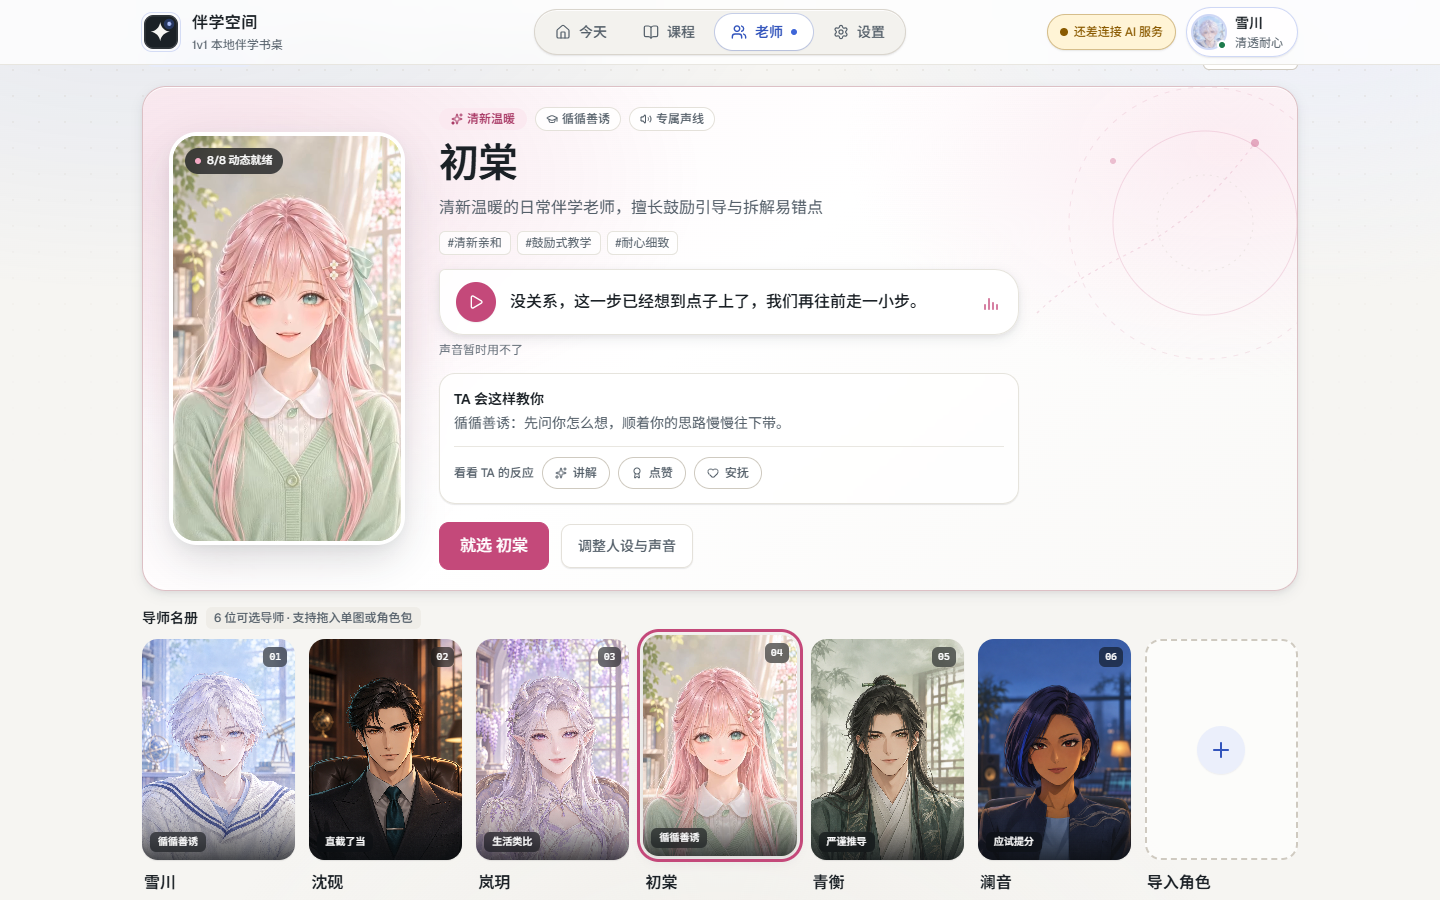 伴学空间
1v1 本地伴学书桌
今天
课程
老师
设置
还差连接 AI 服务
雪川
清透耐心
8/8 动态就绪
清新温暖
循循善诱
专属声线
初棠
清新温暖的日常伴学老师，擅长鼓励引导与拆解易错点
#清新亲和
#鼓励式教学
#耐心细致
没关系，这一步已经想到点子上了，我们再往前走一小步。
声音暂时用不了
TA 会这样教你
循循善诱：先问你怎么想，顺着你的思路慢慢往下带。
看看 TA 的反应
讲解
点赞
安抚
就选 初棠
调整人设与声音
导师名册
6 位可选导师 · 支持拖入单图或角色包
01
循循善诱
雪川
02
直截了当
沈砚
03
生活类比
岚玥
04
循循善诱
初棠
05
严谨推导
青衡
06
应试提分
澜音
导入角色